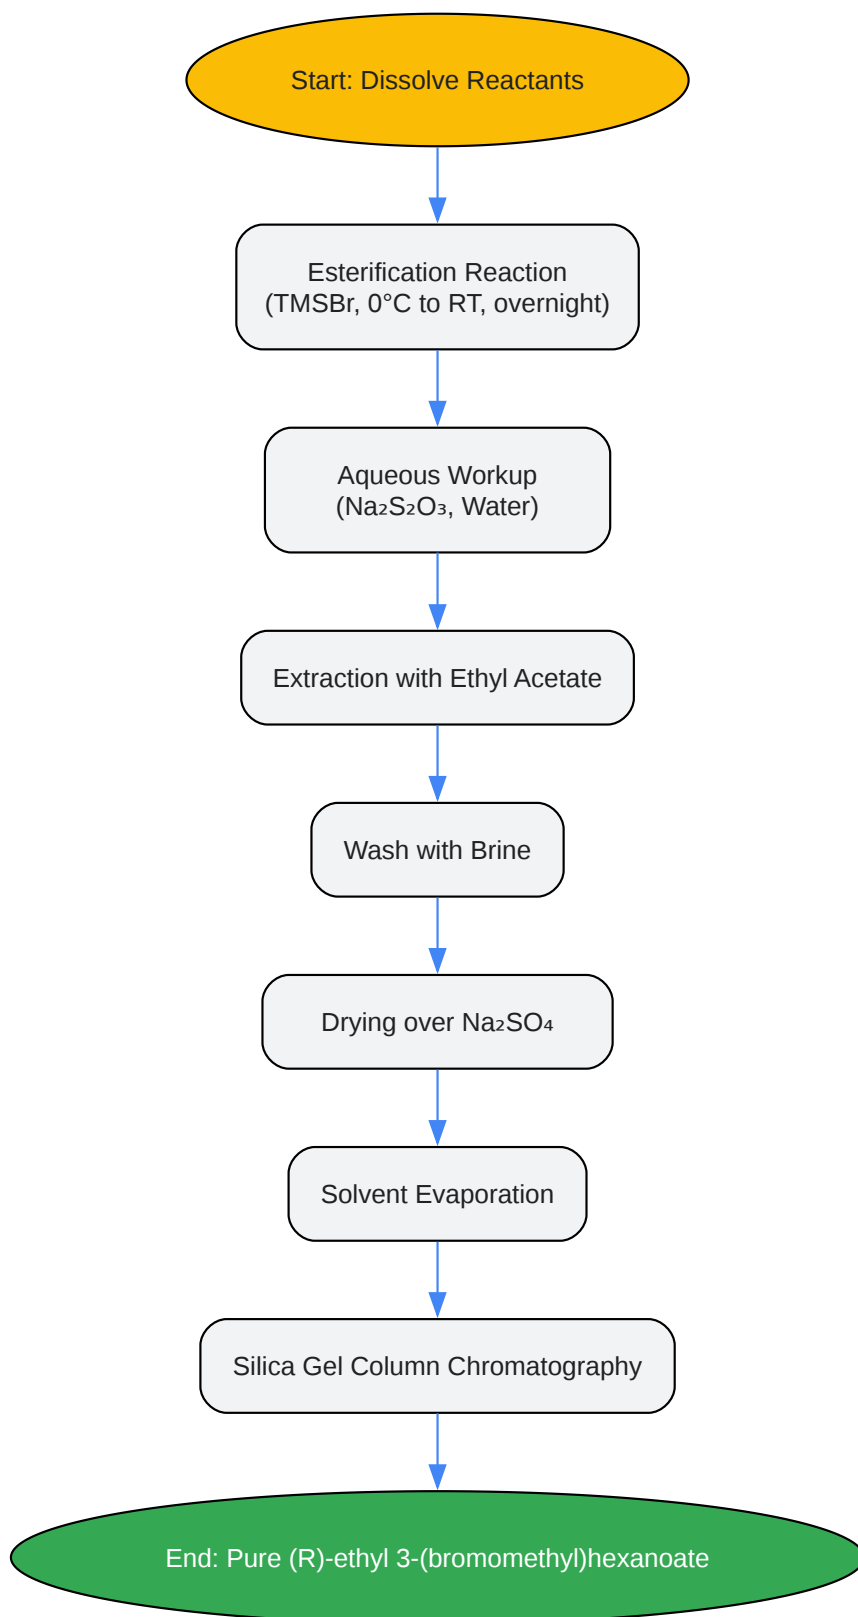 Start: Dissolve Reactants
Esterification Reaction
(TMSBr, 0°C to RT, overnight)
Aqueous Workup
(Na₂S₂O₃, Water)
Extraction with Ethyl Acetate
Wash with Brine
Drying over Na₂SO₄
Solvent Evaporation
Silica Gel Column Chromatography
End: Pure (R)-ethyl 3-(bromomethyl)hexanoate